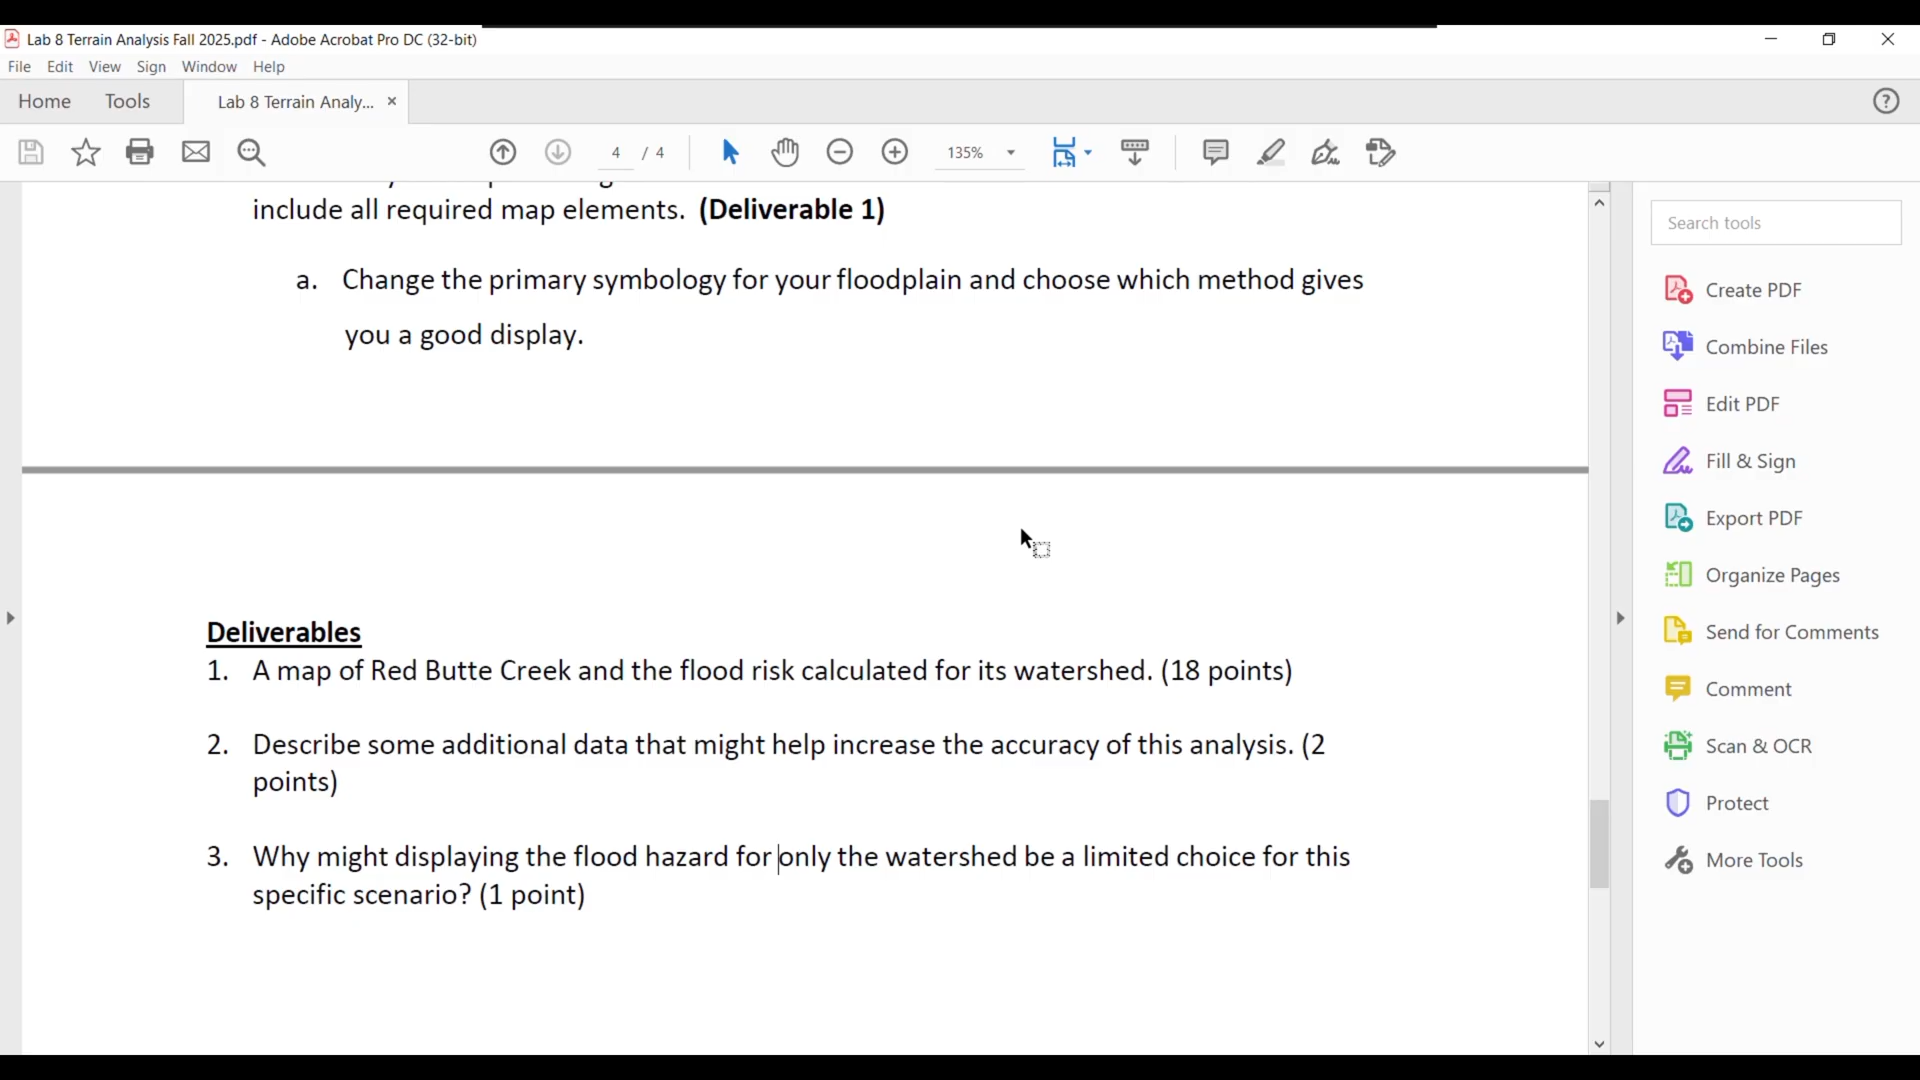 Lab 8 Terrain Analysis Fall 2025.pdf - Adobe Acrobat Pro DC (32-bit)
File Edit View Sign Window Help
Home Tools Lab 8 Terrain Analy... ×
4 / 4 135%
include all required map elements. (Deliverable 1)
a. Change the primary symbology for your floodplain and choose which method gives
you a good display.
Deliverables
1. A map of Red Butte Creek and the flood risk calculated for its watershed. (18 points)
2. Describe some additional data that might help increase the accuracy of this analysis. (2
points)
3. Why might displaying the flood hazard for only the watershed be a limited choice for this
specific scenario? (1 point)
Search tools
Create PDF
Combine Files
Edit PDF
Fill & Sign
Export PDF
Organize Pages
Send for Comments
Comment
Scan & OCR
Protect
More Tools